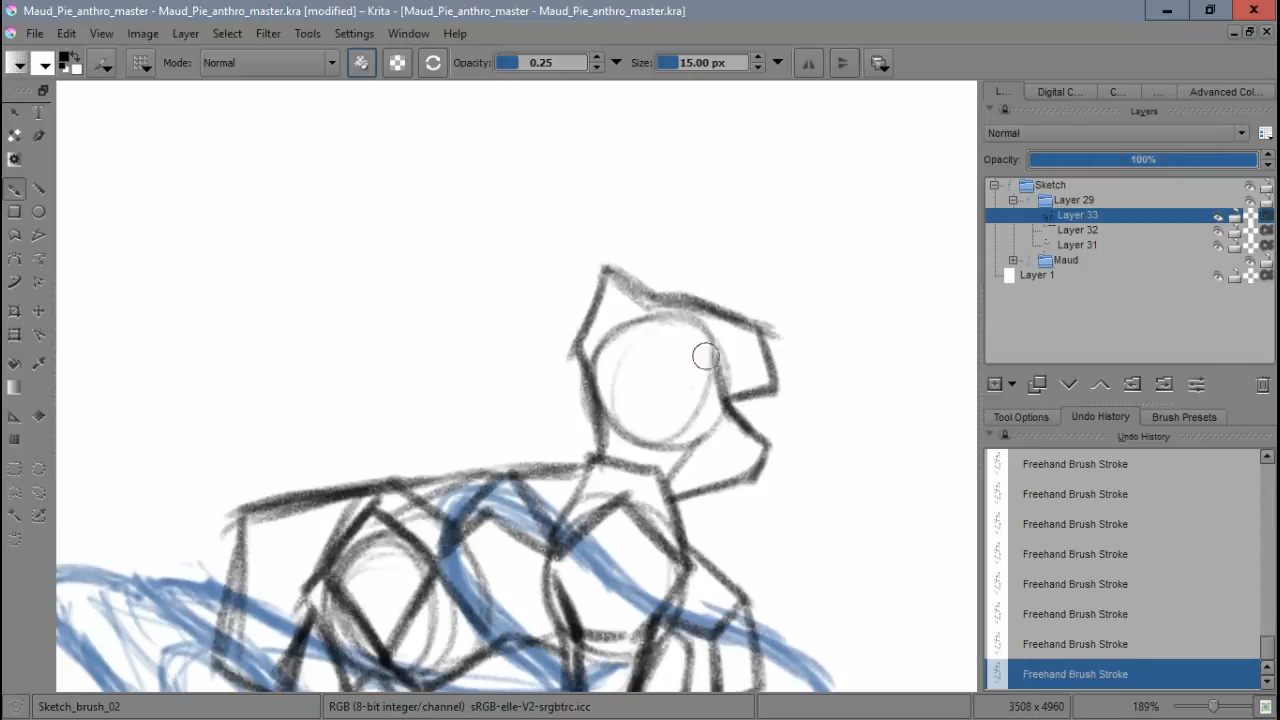 Maud_Pie_anthro_master - Maud_Pie_anthro_master.kra [modified] – Krita - [Maud_Pie_anthro_master - Maud_Pie_anthro_master.kra]
File Edit View Image Layer Select Filter Tools Settings Window Help
Mode: Normal Opacity: 0.25 Size: 15.00 px
L... Digital C... C... ... Advanced Col...
Layers
Normal
Opacity: 100%
Sketch
Layer 29
Layer 33
Layer 32
Layer 31
Maud
Layer 1
Tool Options Undo History Brush Presets
Undo History
Freehand Brush Stroke
Freehand Brush Stroke
Freehand Brush Stroke
Freehand Brush Stroke
Freehand Brush Stroke
Freehand Brush Stroke
Freehand Brush Stroke
Freehand Brush Stroke
Sketch_brush_02 RGB (8-bit integer/channel) sRGB-elle-V2-srgbtrc.icc 3508 x 4960 189%